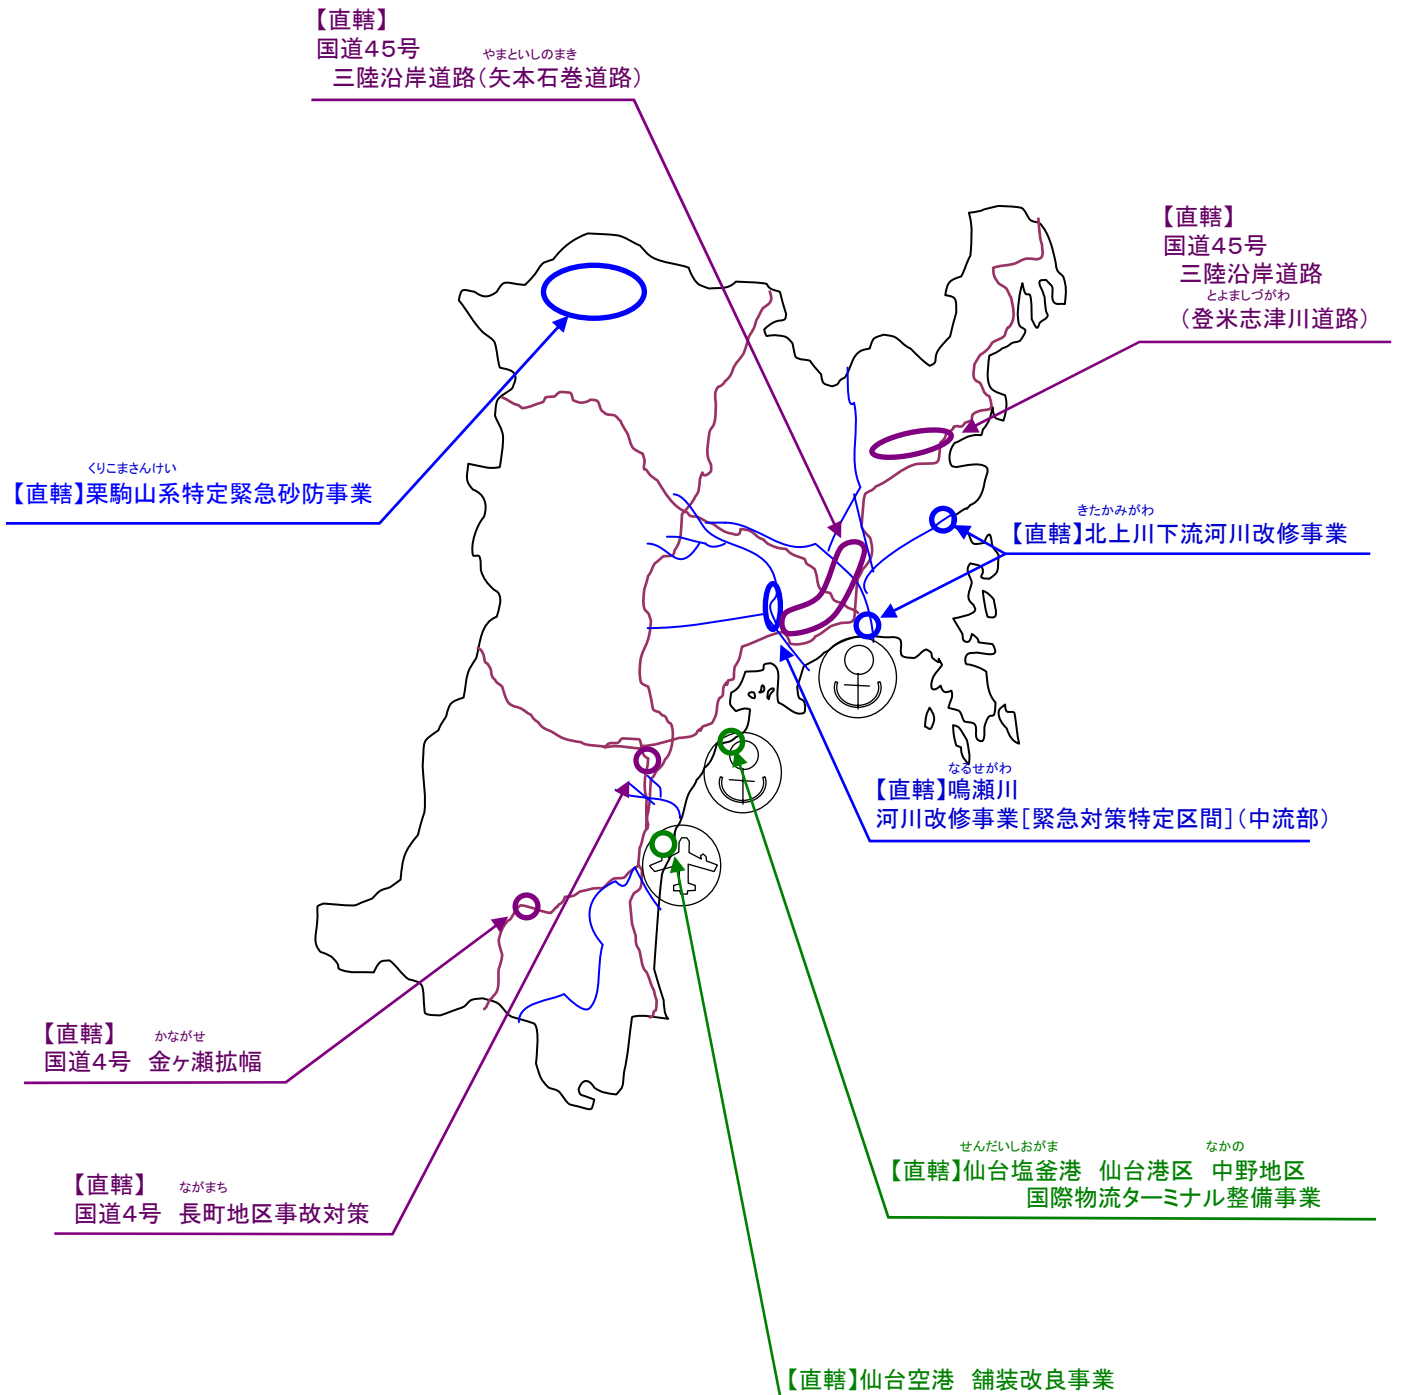 【直轄】
国道45号
やまといしのまき
三陸沿岸道路(矢本石巻道路)
【直轄】
国道45号
三陸沿岸道路
とよましづがわ
(登米志津川道路)
くりこまさんけい
【直轄】栗駒山系特定緊急砂防事業
きたかみがわ
【直轄】北上川下流河川改修事業
なるせがわ
【直轄】鳴瀬川
河川改修事業[緊急対策特定区間](中流部)
【直轄】 かながせ
国道4号 金ヶ瀬拡幅
【直轄】 ながまち
国道4号 長町地区事故対策
せんだいしおがま なかの
【直轄】仙台塩釜港 仙台港区 中野地区
国際物流ターミナル整備事業
【直轄】仙台空港 舗装改良事業